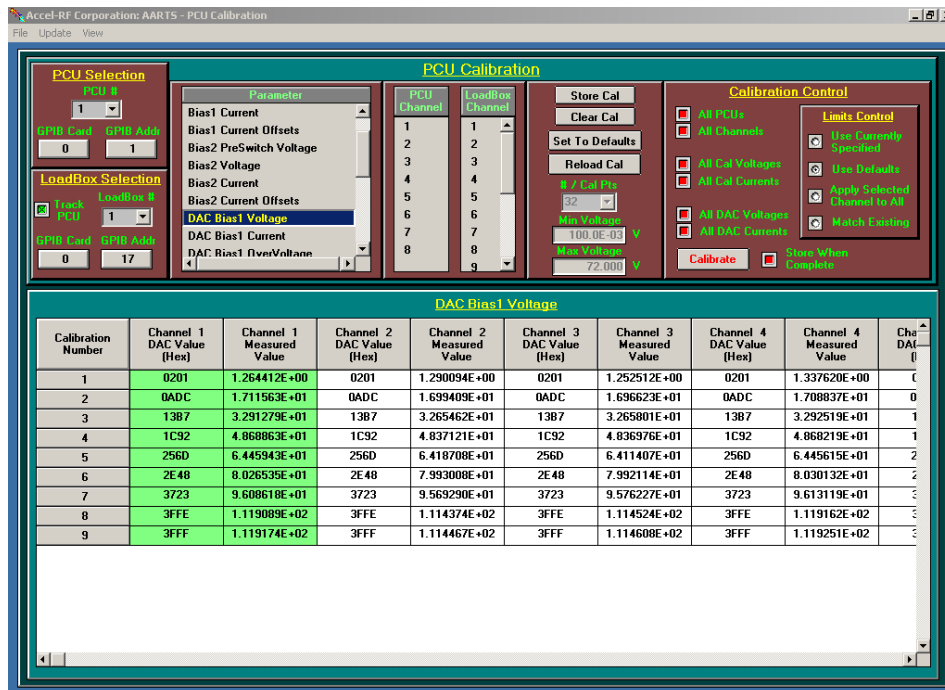 Accel-RF Corporation: AARTS - PCU Calibration
File Update View
PCU Calibration
PCU Selection
PCU #
1
GPIB Card GPIB Addr
0 1
LoadBox Selection
Track PCU
LoadBox #
1
GPIB Card GPIB Addr
0 17
Parameter
Bias1 Current
Bias1 Current Offsets
Bias2 PreSwitch Voltage
Bias2 Voltage
Bias2 Current
Bias2 Current Offsets
DAC Bias1 Voltage
DAC Bias1 Current
DAC Bias1 OverVoltage
PCU Channel
1
2
3
4
5
6
7
8
LoadBox Channel
1
2
3
4
5
6
7
8
9
Store Cal
Clear Cal
Set To Defaults
Reload Cal
# / Cal Pts
32
Min Voltage
100.0E-03 V
Max Voltage
72.000 V
Calibration Control
All PCUs
All Channels
All Cal Voltages
All Cal Currents
All DAC Voltages
All DAC Currents
Limits Control
Use Currently Specified
Use Defaults
Apply Selected Channel to All
Match Existing
Calibrate
Store When Complete
DAC Bias1 Voltage
Calibration Number
Channel 1 DAC Value (Hex)
Channel 1 Measured Value
Channel 2 DAC Value (Hex)
Channel 2 Measured Value
Channel 3 DAC Value (Hex)
Channel 3 Measured Value
Channel 4 DAC Value (Hex)
Channel 4 Measured Value
1 0201 1.264412E+00 0201 1.290094E+00 0201 1.252512E+00 0201 1.337620E+00
2 0ADC 1.711563E+01 0ADC 1.699409E+01 0ADC 1.696623E+01 0ADC 1.708837E+01
3 13B7 3.291279E+01 13B7 3.265462E+01 13B7 3.265801E+01 13B7 3.292519E+01
4 1C92 4.868863E+01 1C92 4.837121E+01 1C92 4.836976E+01 1C92 4.868219E+01
5 256D 6.445943E+01 256D 6.418708E+01 256D 6.411407E+01 256D 6.445615E+01
6 2E48 8.026535E+01 2E48 7.993008E+01 2E48 7.992114E+01 2E48 8.030132E+01
7 3723 9.608618E+01 3723 9.569290E+01 3723 9.576227E+01 3723 9.613119E+01
8 3FFE 1.119089E+02 3FFE 1.114374E+02 3FFE 1.114524E+02 3FFE 1.119162E+02
9 3FFF 1.119174E+02 3FFF 1.114467E+02 3FFF 1.114608E+02 3FFF 1.119251E+02